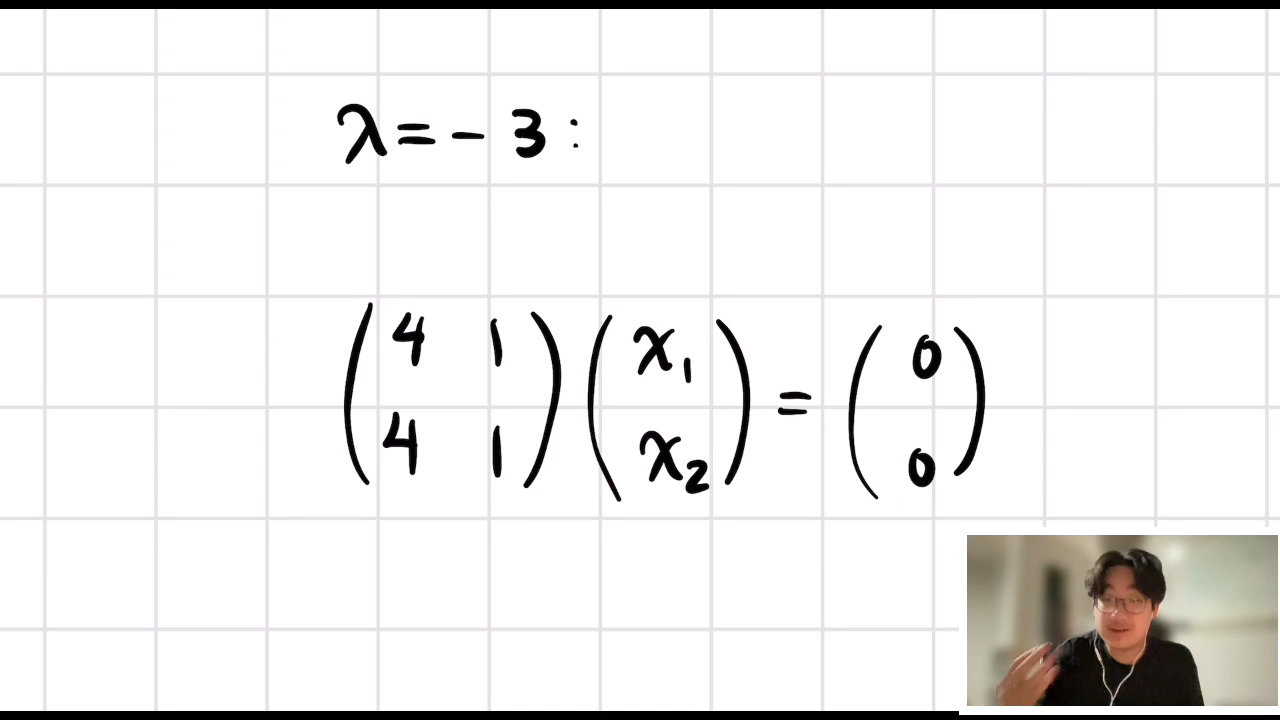 λ = - 3 :
( 4 1 ) ( x₁ ) = ( 0 )
( 4 1 ) ( x₂ ) ( 0 )